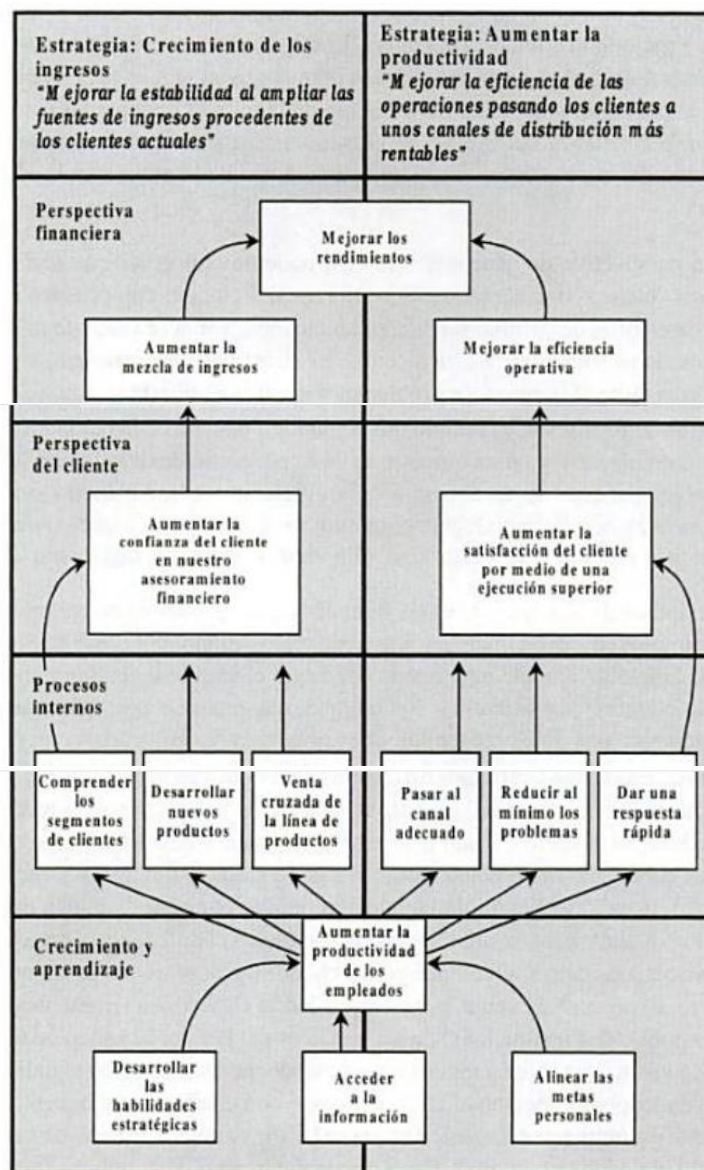 Estrategia: Crecimiento de los
ingresos
“M ejorar la estabilidad al ampliar las
fuentes de ingresos procedentes de
los clientes actuales”
Estrategia: Aumentar la
productividad
“M ejorar la eficiencia de las
operaciones pasando los clientes a
unos canales de distribución más
rentables”
Perspectiva
financiera
Mejorar los
rendimientos
Aumentar la
mezcla de ingresos
Mejorar la eficiencia
operativa
Perspectiva
del cliente
Aumentar la
confianza del cliente
en nuestro
asesoramiento
financiero
Aumentar la
satisfacción del cliente
por medio de una
ejecución superior
Procesos
internos
Comprender
los
segmentos
de clientes
Desarrollar
nuevos
productos
Venta
cruzada de
la línea de
productos
Pasar al
canal
adecuado
Reducir al
mínimo los
problemas
Dar una
respuesta
rápida
Crecimiento y
aprendizaje
Aumentar la
productividad
de los
empleados
Desarrollar
las
habilidades
estratégicas
Acceder
a la
información
Alinear las
metas
personales